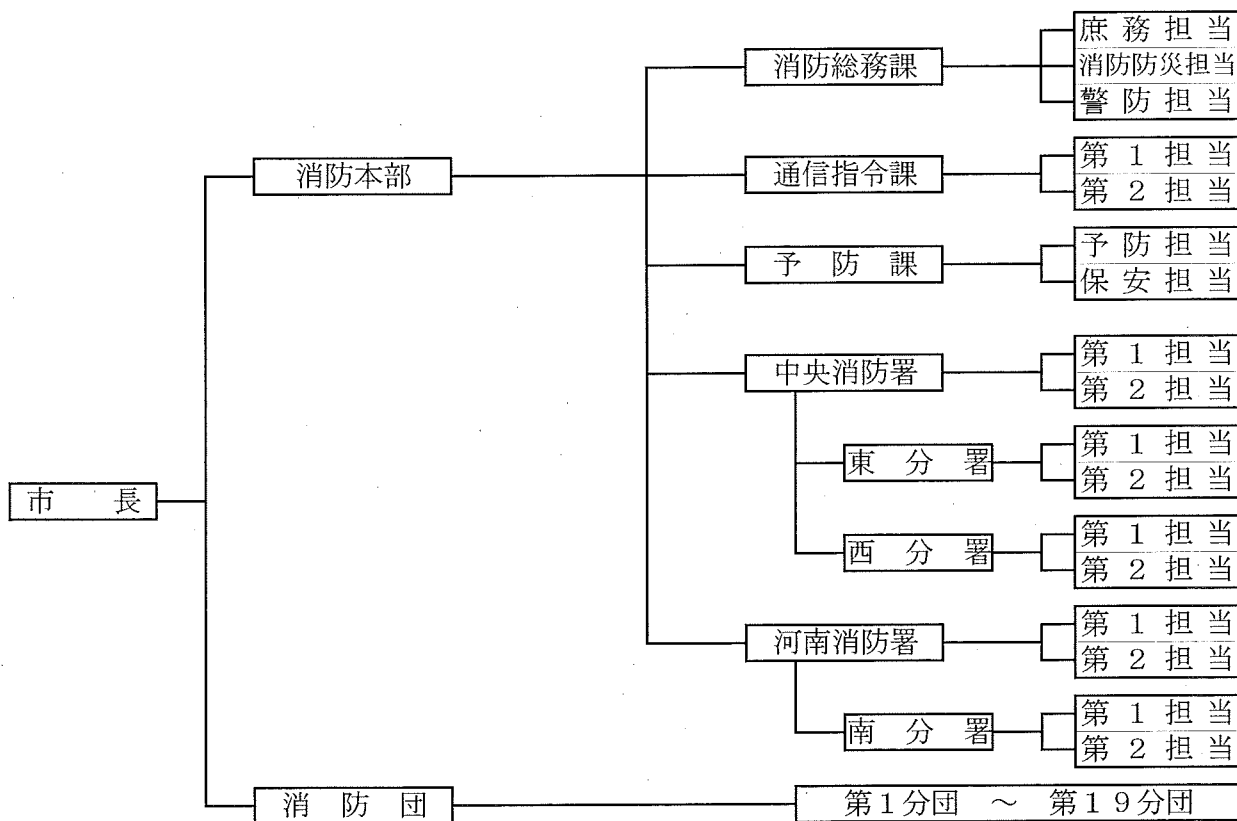 庶務担当
消防総務課
消防防災担当
警防担当
第1担当
消防本部
通信指令課
第2担当
予防担当
予防課
保安担当
第1担当
中央消防署
第2担当
第1担当
東分署
第2担当
市長
第1担当
西分署
第2担当
第1担当
河南消防署
第2担当
第1担当
南分署
第2担当
消防団
第1分団 ～ 第19分団